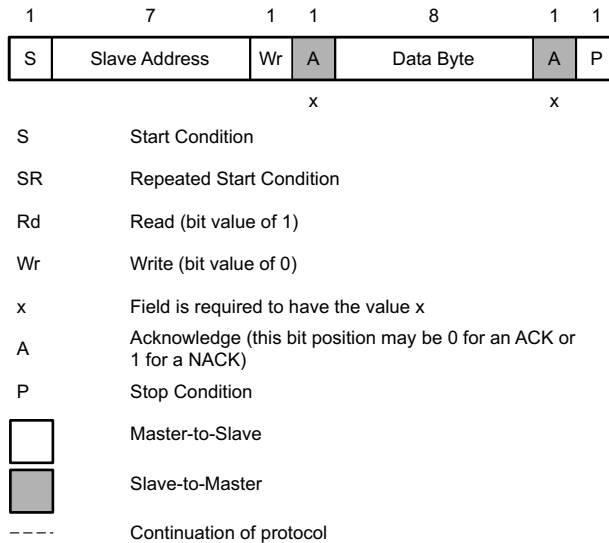 1 7 1 1 8 1 1
S Slave Address Wr A Data Byte A P
x x
S Start Condition
SR Repeated Start Condition
Rd Read (bit value of 1)
Wr Write (bit value of 0)
x Field is required to have the value x
A Acknowledge (this bit position may be 0 for an ACK or
1 for a NACK)
P Stop Condition
Master-to-Slave
Slave-to-Master
Continuation of protocol